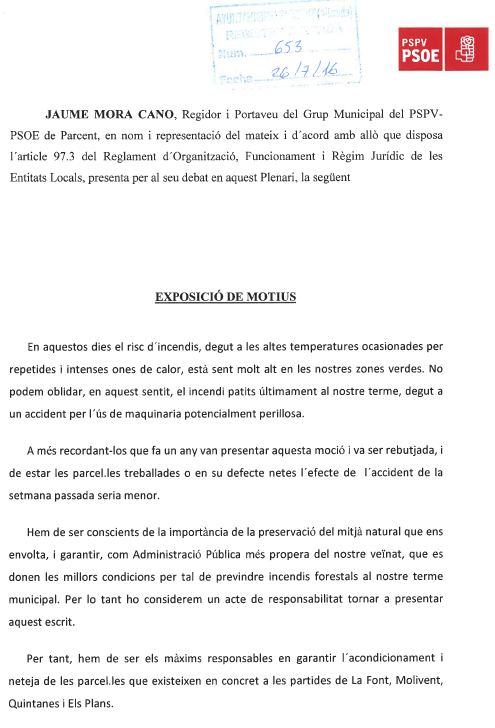 Num. 653
Fecha 26/7/16
PSPV
PSOE
JAUME MORA CANO, Regidor i Portaveu del Grup Municipal del PSPV-
PSOE de Parcent, en nom i representació del mateix i d´acord amb allò que disposa
l´article 97.3 del Reglament d´Organització, Funcionament i Règim Jurídic de les
Entitats Locals, presenta per al seu debat en aquest Plenari, la següent
EXPOSICIÓ DE MOTIUS
En aquestos dies el risc d´incendis, degut a les altes temperatures ocasionades per
repetides i intenses ones de calor, està sent molt alt en les nostres zones verdes. No
podem oblidar, en aquest sentit, el incendi patits últimament al nostre terme, degut a
un accident per l´ús de maquinaria potencialment perillosa.
A més recordant-los que fa un any van presentar aquesta moció i va ser rebutjada, i
de estar les parcel.les treballades o en su defecte netes l´efecte de l´accident de la
setmana passada seria menor.
Hem de ser conscients de la importància de la preservació del mitjà natural que ens
envolta, i garantir, com Administració Pública més propera del nostre veïnat, que es
donen les millors condicions per tal de previndre incendis forestals al nostre terme
municipal. Per lo tant ho considerem un acte de responsabilitat tornar a presentar
aquest escrit.
Per tant, hem de ser els màxims responsables en garantir l´acondicionament i
neteja de les parcel.les que existeixen en concret a les partides de La Font, Molivent,
Quintanes i Els Plans.